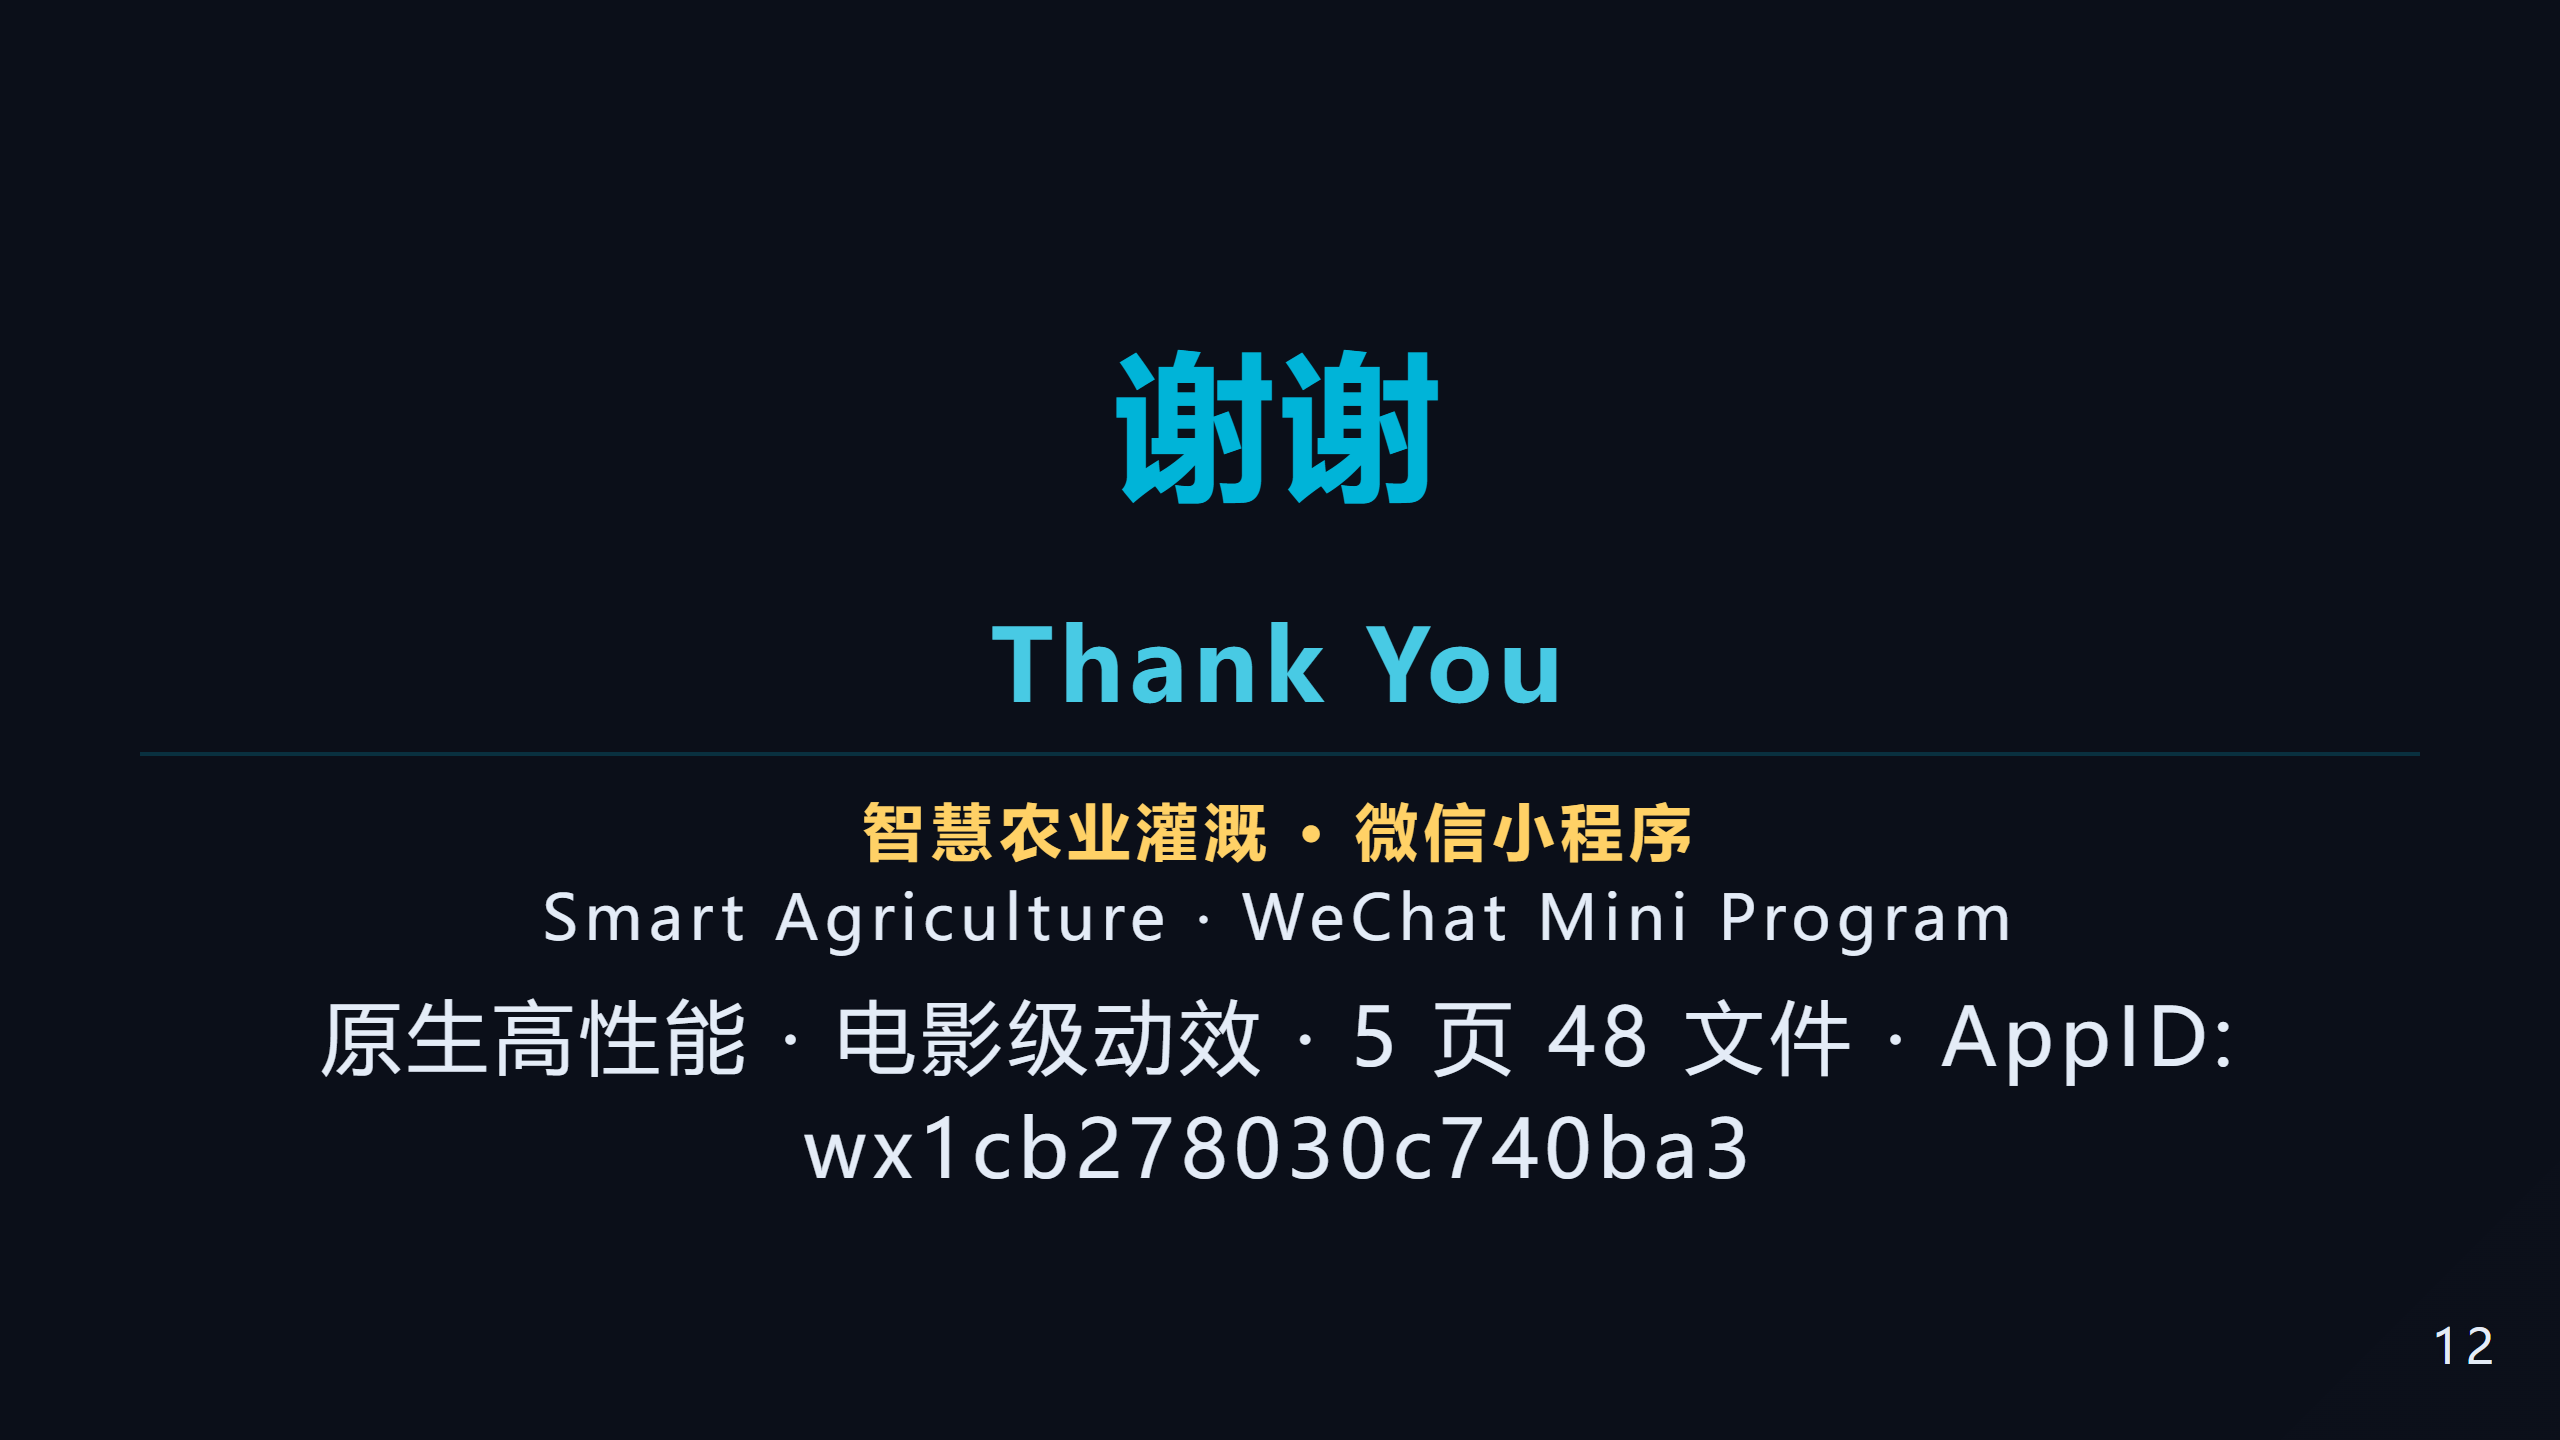 谢谢
Thank You
智慧农业灌溉 • 微信小程序
Smart Agriculture · WeChat Mini Program
原生高性能 · 电影级动效 · 5 页 48 文件 · AppID:
wx1cb278030c740ba3
12